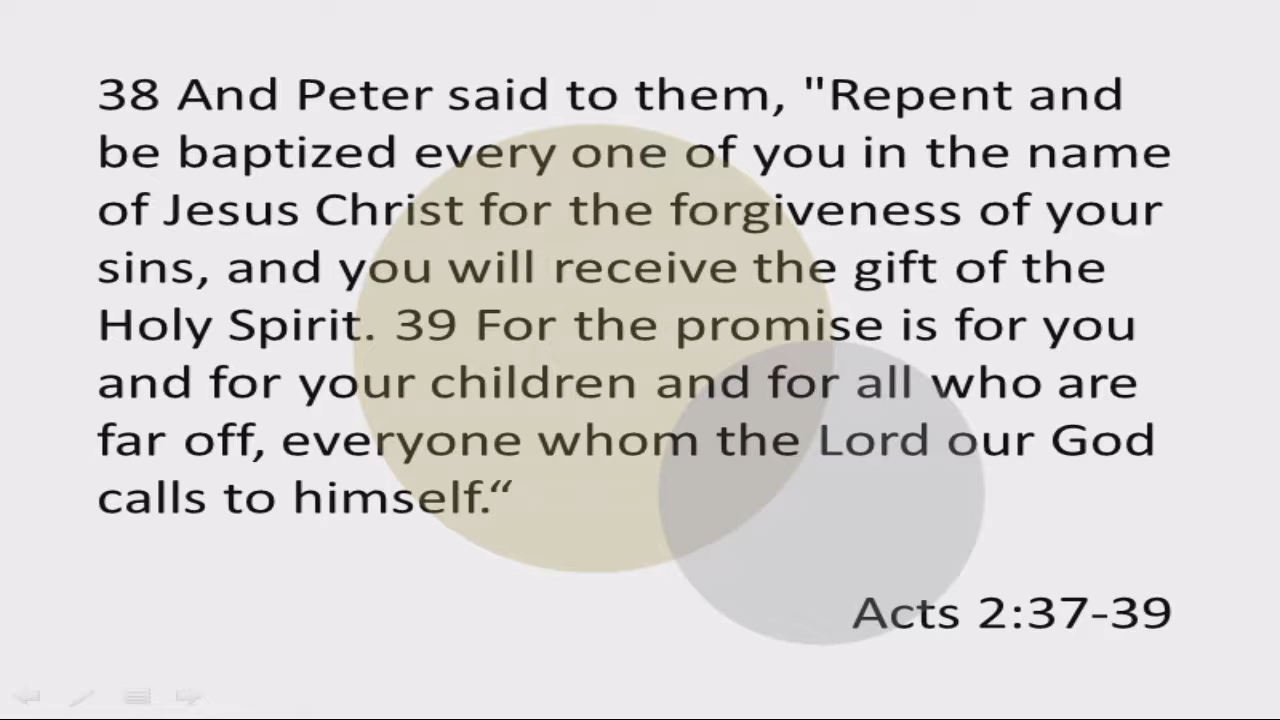 38 And Peter said to them, "Repent and
be baptized every one of you in the name
of Jesus Christ for the forgiveness of your
sins, and you will receive the gift of the
Holy Spirit. 39 For the promise is for you
and for your children and for all who are
far off, everyone whom the Lord our God
calls to himself.“
Acts 2:37-39